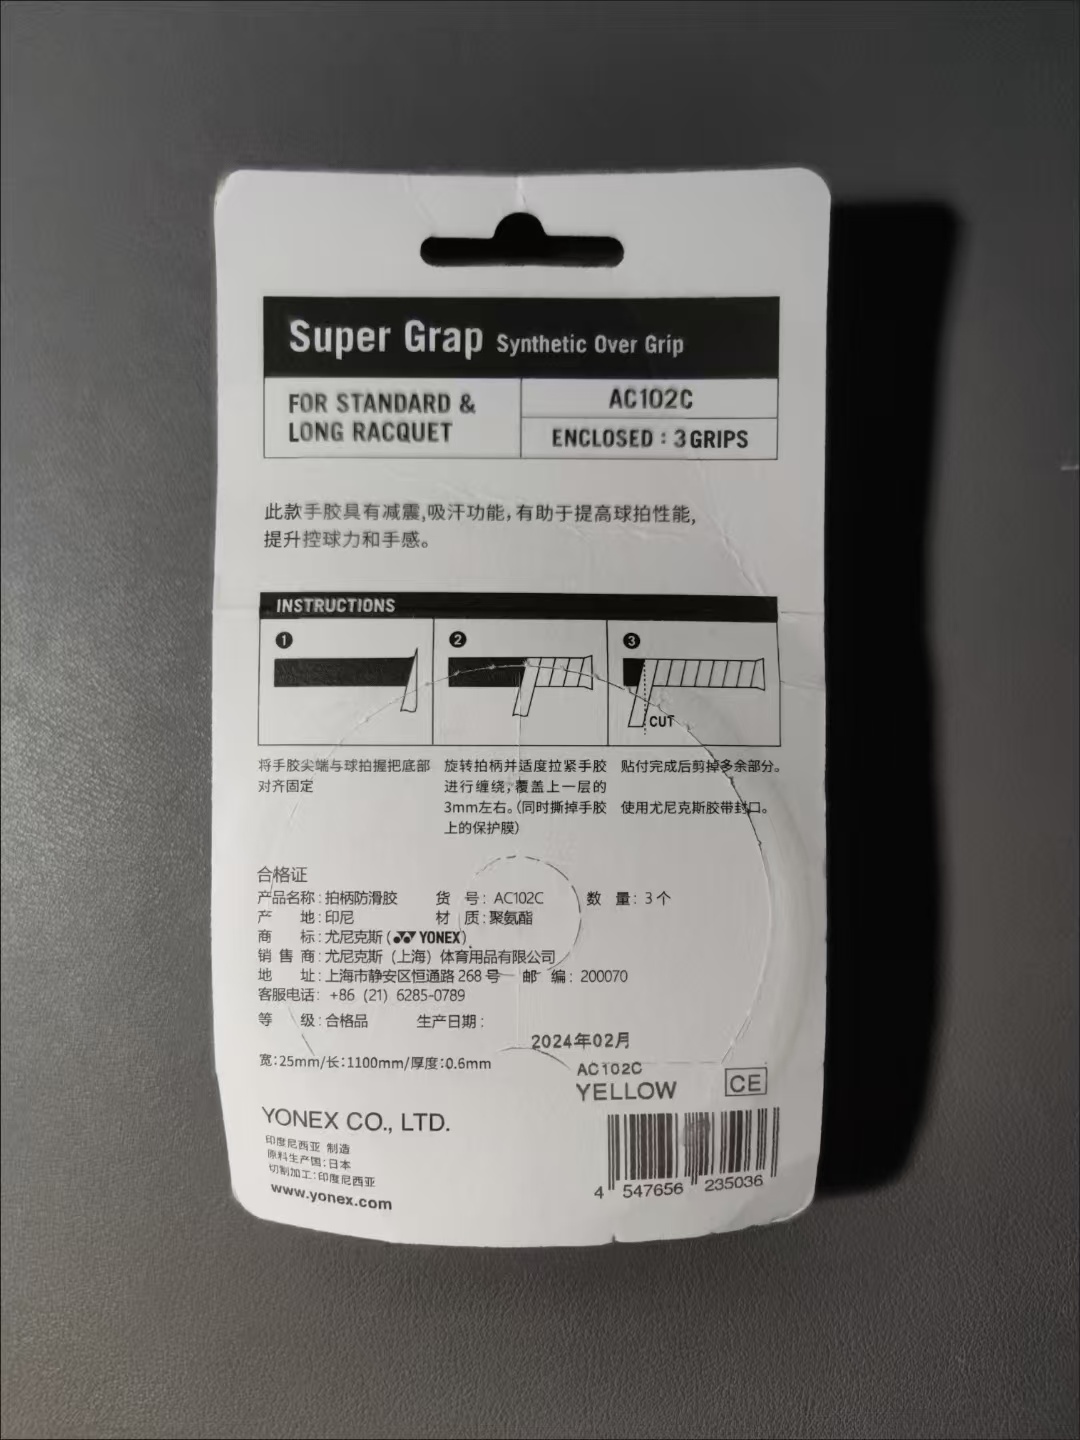 Super Grap Synthetic Over Grip
FOR STANDARD &
LONG RACQUET
AC102C
ENCLOSED : 3GRIPS
此款手胶具有减震,吸汗功能,有助于提高球拍性能,
提升控球力和手感。
INSTRUCTIONS
1
2
3
CUT
将手胶尖端与球拍握把底部
对齐固定
旋转拍柄并适度拉紧手胶
进行缠绕,覆盖上一层的
3mm左右。(同时撕掉手胶
上的保护膜)
贴付完成后剪掉多余部分。
使用尤尼克斯胶带封口。
合格证
产品名称:拍柄防滑胶 货 号: AC102C 数 量: 3个
产 地:印尼 材 质:聚氨酯
商 标:尤尼克斯 (YONEX)
销 售 商:尤尼克斯 (上海) 体育用品有限公司
地 址:上海市静安区恒通路268号 邮 编: 200070
客服电话: +86 (21) 6285-0789
等 级:合格品 生产日期:
2024年02月
宽:25mm/长:1100mm/厚度:0.6mm
AC102C
YELLOW
CE
YONEX CO., LTD.
印度尼西亚 制造
原料生产国:日本
切割加工:印度尼西亚
www.yonex.com
4 547656 235036